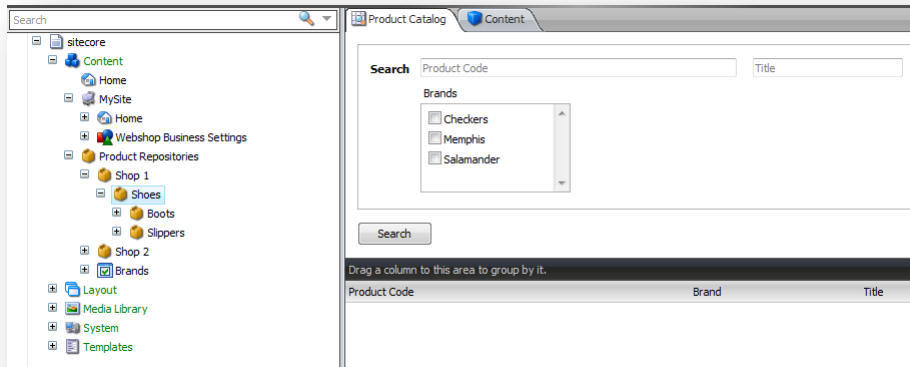 Search
sitecore
Content
Home
MySite
Home
Webshop Business Settings
Product Repositories
Shop 1
Shoes
Boots
Slippers
Shop 2
Brands
Layout
Media Library
System
Templates
Product Catalog Content
Search Product Code Title
Brands
Checkers
Memphis
Salamander
Search
Drag a column to this area to group by it.
Product Code Brand Title